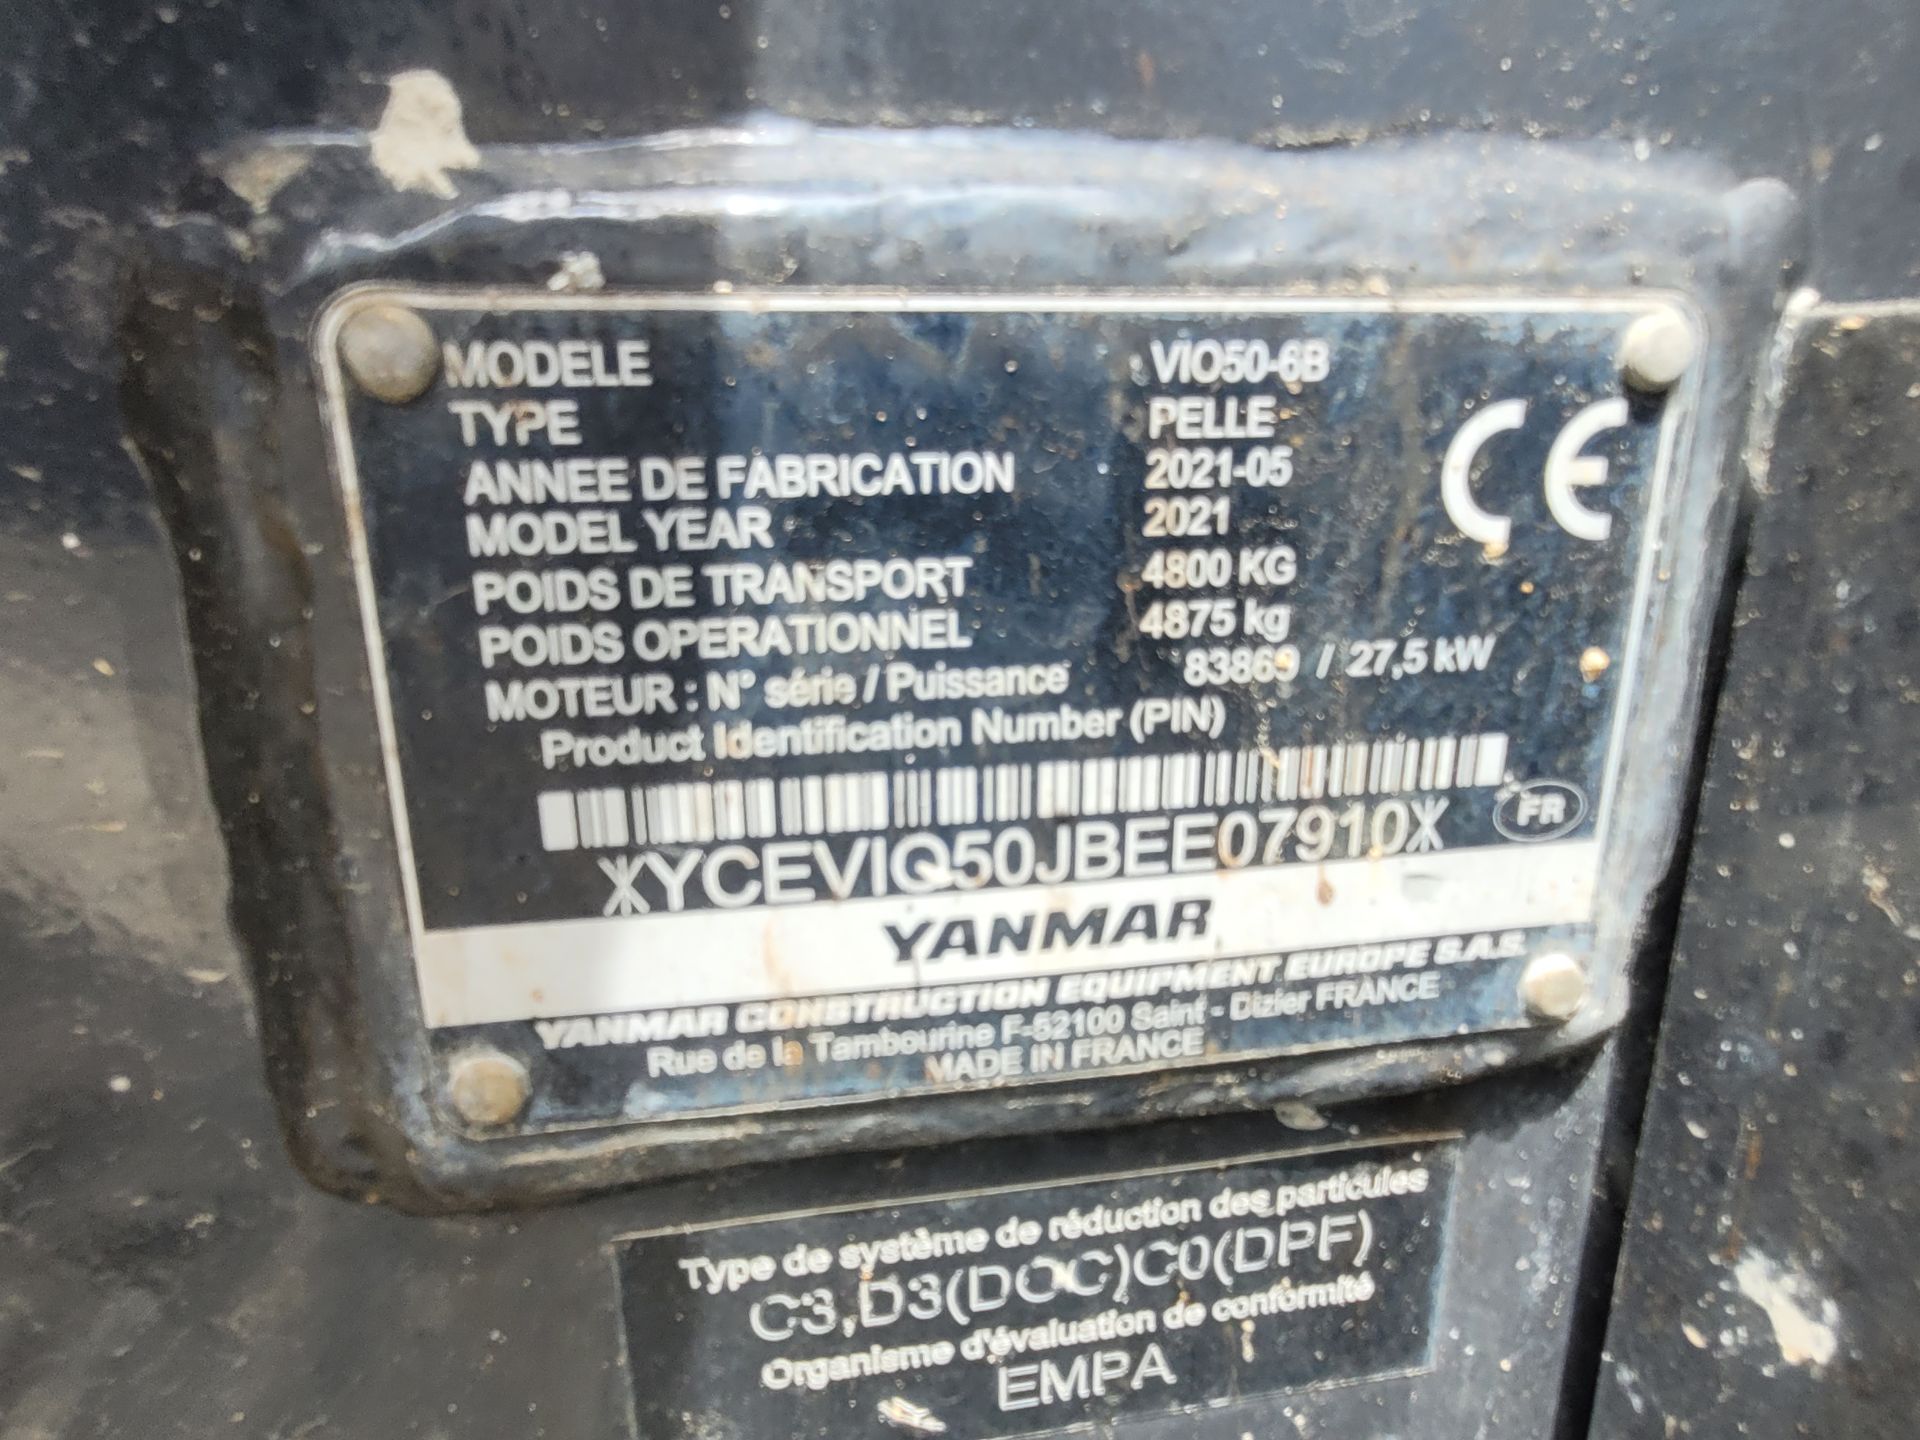 MODELE VIO50-6B
TYPE PELLE
ANNEE DE FABRICATION 2021-05
MODEL YEAR 2021
POIDS DE TRANSPORT 4800 KG
POIDS OPERATIONNEL 4875 kg
MOTEUR : N° série / Puissance 83869 / 27,5 kW
Product Identification Number (PIN)
CE
FR
YCEVIO50JBEE07910
YANMAR
YANMAR CONSTRUCTION EQUIPMENT EUROPE S.A.S.
Rue de la Tambourine F-52100 Saint - Dizier FRANCE
MADE IN FRANCE
Type de système de réduction des particules
C3,D3(DOC)C0(DPF)
Organisme d'évaluation de conformité
EMPA